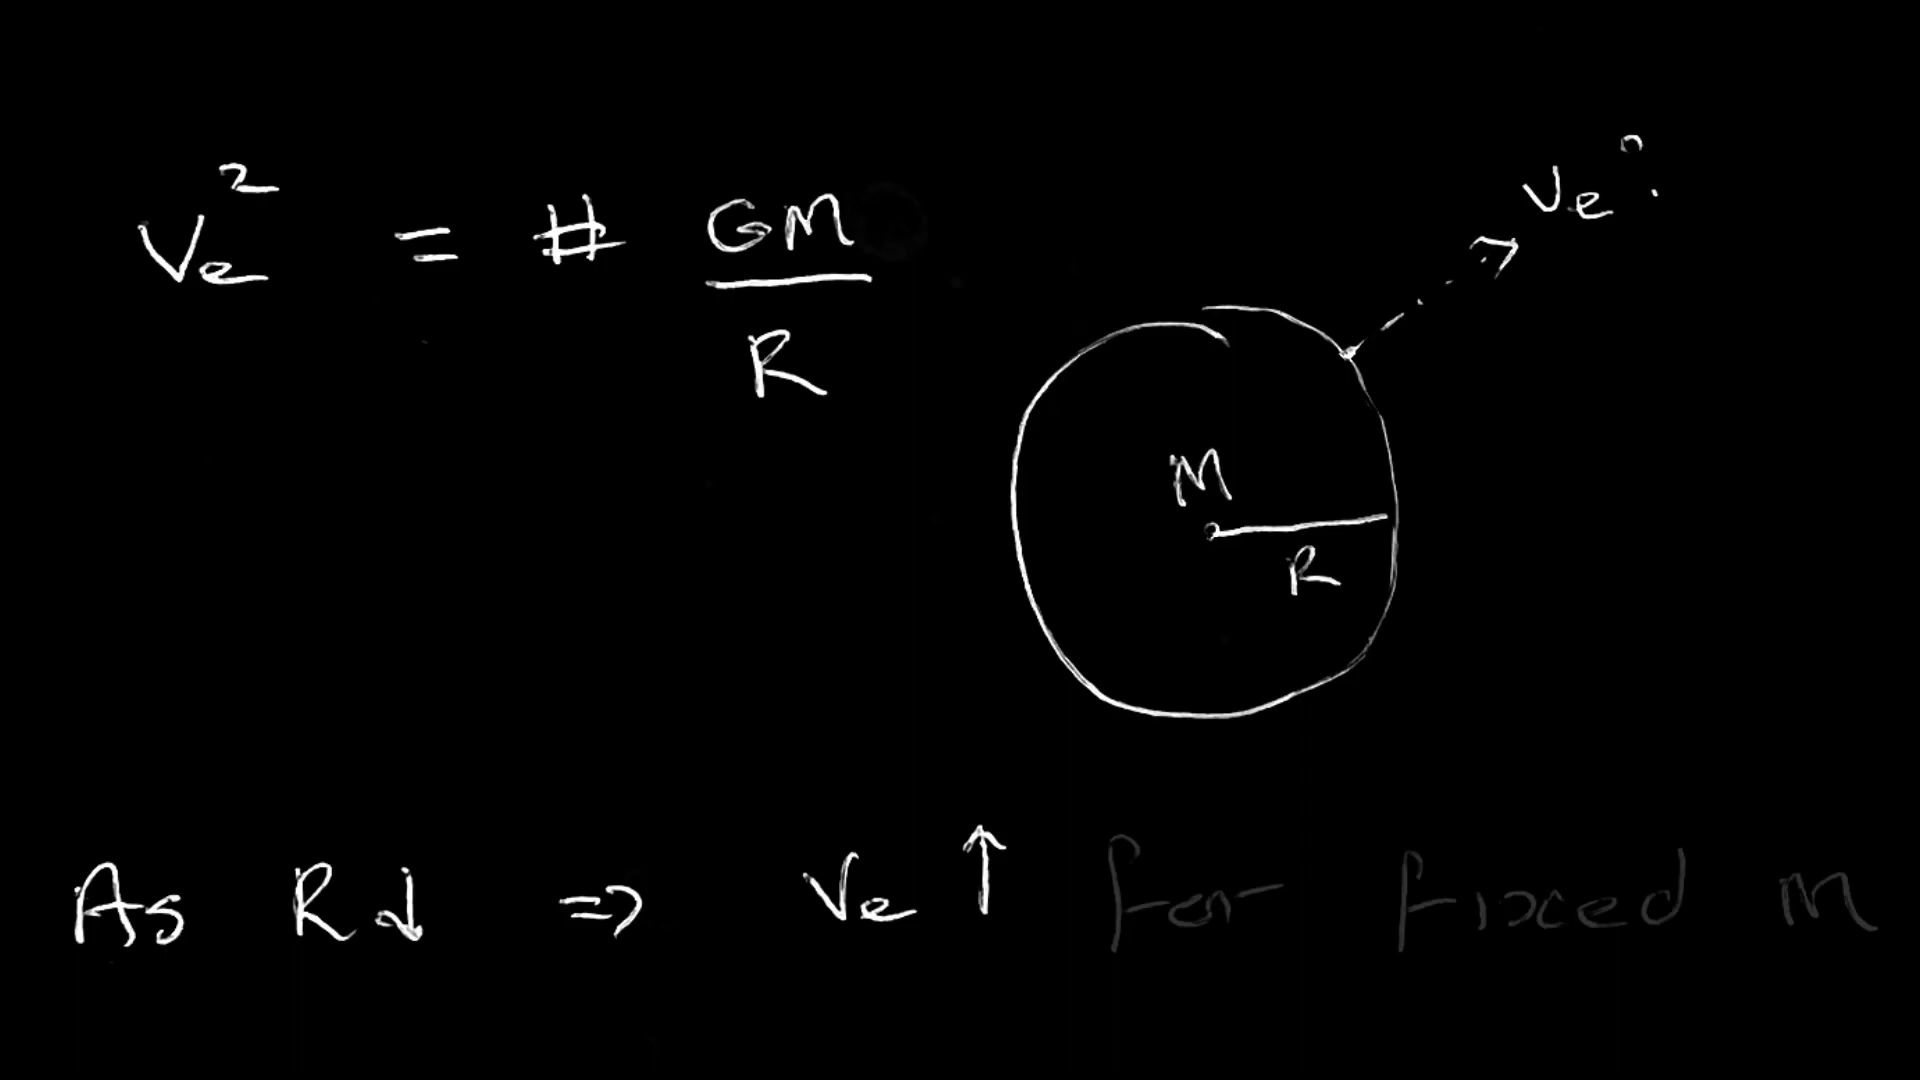 Ve² = # GM/R
Ve?
M
R
As R↓ ⇒ Ve↑ for fixed M